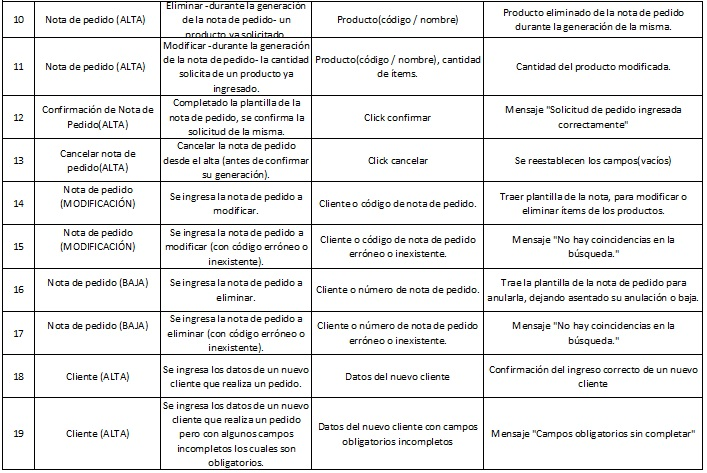 10
Nota de pedido (ALTA)
Eliminar -durante la generación
de la nota de pedido- un
producto ya solicitado
Producto(código / nombre)
Producto eliminado de la nota de pedido
durante la generación de la misma.
11
Nota de pedido (ALTA)
Modificar -durante la generación
de la nota de pedido- la cantidad
solicita de un producto ya
ingresado.
Producto(código / nombre), cantidad
de ítems.
Cantidad del producto modificada.
12
Confirmación de Nota de
Pedido(ALTA)
Completado la plantilla de la
nota de pedido, se confirma la
solicitud de la misma.
Click confirmar
Mensaje "Solicitud de pedido ingresada
correctamente"
13
Cancelar nota de
pedido(ALTA)
Cancelar la nota de pedido
desde el alta (antes de confirmar
su generación).
Click cancelar
Se reestablecen los campos(vacíos)
14
Nota de pedido
(MODIFICACIÓN)
Se ingresa la nota de pedido a
modificar.
Cliente o código de nota de pedido.
Traer plantilla de la nota, para modificar o
eliminar ítems de los productos.
15
Nota de pedido
(MODIFICACIÓN)
Se ingresa la nota de pedido a
modificar (con código erróneo o
inexistente).
Cliente o código de nota de pedido
erróneo o inexistente.
Mensaje "No hay coincidencias en la
búsqueda."
16
Nota de pedido (BAJA)
Se ingresa la nota de pedido a
eliminar.
Cliente o número de nota de pedido.
Trae la plantilla de la nota de pedido para
anularla, dejando asentado su anulación o baja.
17
Nota de pedido (BAJA)
Se ingresa la nota de pedido a
eliminar (con código erróneo o
inexistente).
Cliente o número de nota de pedido
erróneo o inexistente.
Mensaje "No hay coincidencias en la
búsqueda."
18
Cliente (ALTA)
Se ingresa los datos de un nuevo
cliente que realiza un pedido.
Datos del nuevo cliente
Confirmación del ingreso correcto de un nuevo
cliente
19
Cliente (ALTA)
Se ingresa los datos de un nuevo
cliente que realiza un pedido
pero con algunos campos
incompletos los cuales son
obligatorios.
Datos del nuevo cliente con campos
obligatorios incompletos
Mensaje "Campos obligatorios sin completar"